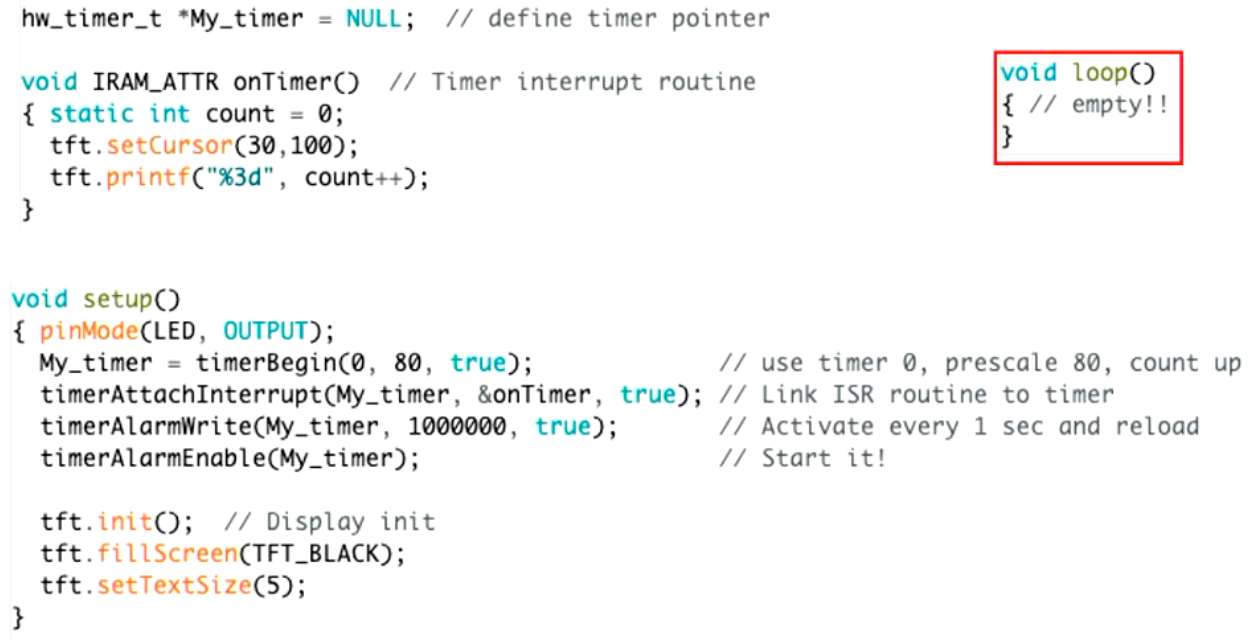 hw_timer_t *My_timer = NULL;  // define timer pointer
void IRAM_ATTR onTimer()  // Timer interrupt routine
{ static int count = 0;
  tft.setCursor(30,100);
  tft.printf("%3d", count++);
}
void loop()
{ // empty!!
}
void setup()
{ pinMode(LED, OUTPUT);
  My_timer = timerBegin(0, 80, true);              // use timer 0, prescale 80, count up
  timerAttachInterrupt(My_timer, &onTimer, true); // Link ISR routine to timer
  timerAlarmWrite(My_timer, 1000000, true);        // Activate every 1 sec and reload
  timerAlarmEnable(My_timer);                      // Start it!
  tft.init();  // Display init
  tft.fillScreen(TFT_BLACK);
  tft.setTextSize(5);
}